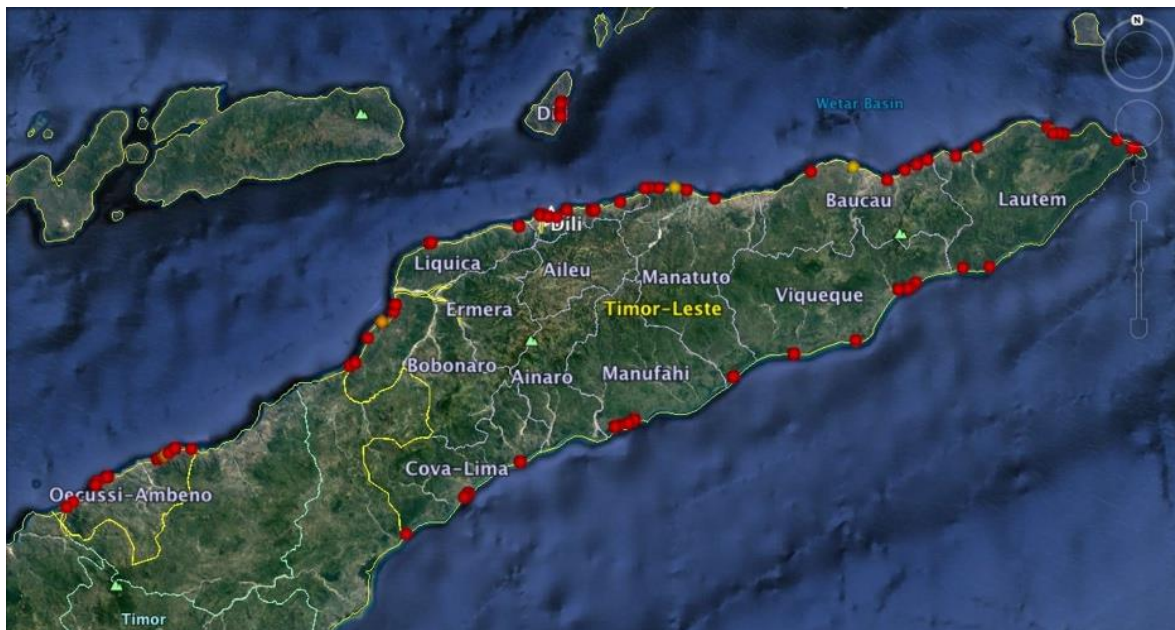 N
Wetar Basin
Di
Baucau
Lautem
Dili
Liquica
Aileu
Manatuto
Viqueque
Ermera
Timor-Leste
Bobonaro
Ainaro
Manufahi
Cova-Lima
Oecussi-Ambeno
Timor